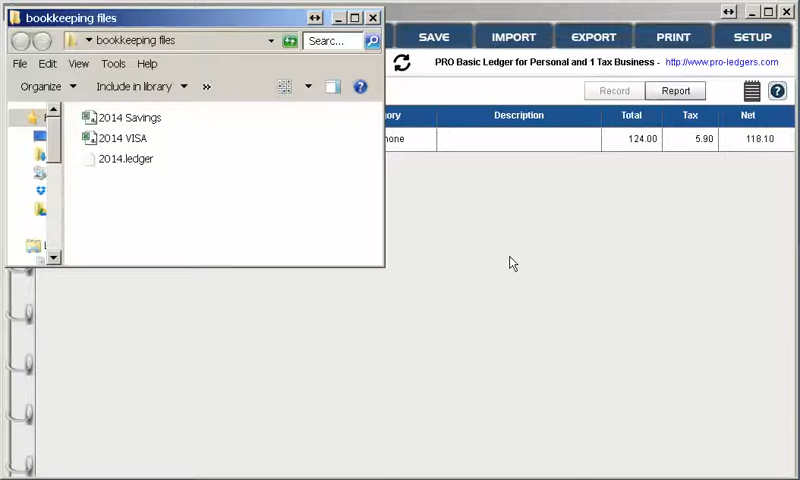 bookkeeping files
bookkeeping files
Searc...
File Edit View Tools Help
Organize Include in library »
2014 Savings
2014 VISA
2014.ledger
SAVE IMPORT EXPORT PRINT SETUP
PRO Basic Ledger for Personal and 1 Tax Business - http://www.pro-ledgers.com
Record Report
Description Total Tax Net
124.00 5.90 118.10